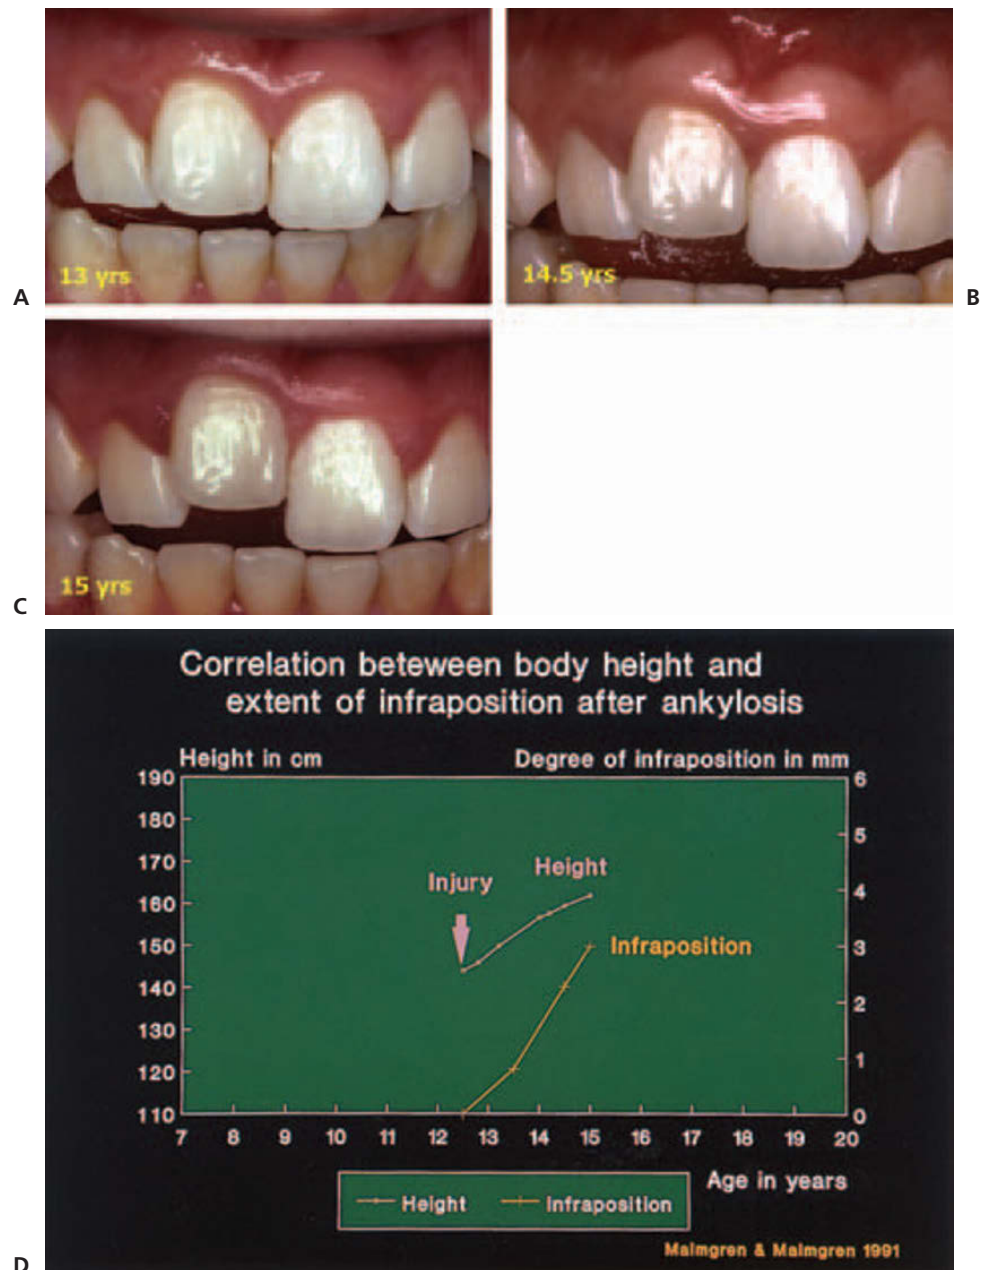 13 yrs
A
14.5 yrs
B
15 yrs
C
Correlation beteween body height and
extent of infraposition after ankylosis
Height in cm
Degree of infraposition in mm
190
180
170
160
150
140
130
120
110
6
5
4
3
2
1
0
Injury
Height
Infraposition
7 8 9 10 11 12 13 14 15 16 17 18 19 20
Age in years
Height Infraposition
Malmgren & Malmgren 1991
D